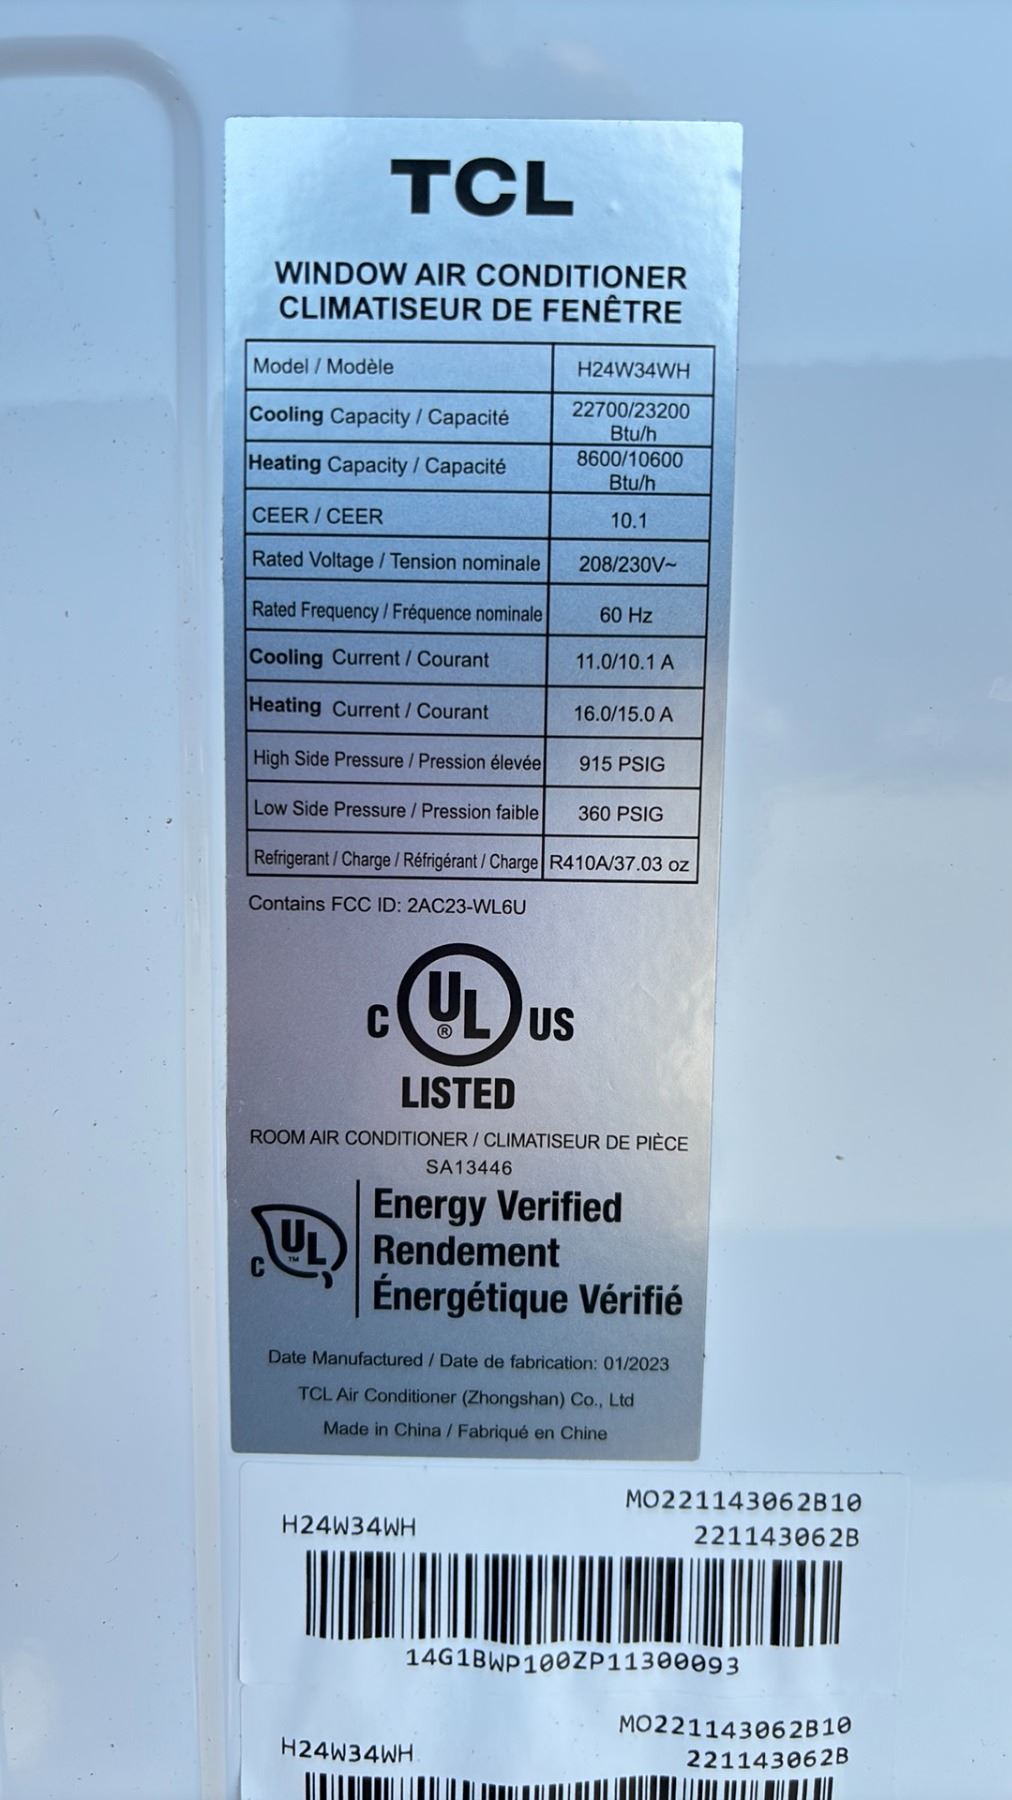 TCL
WINDOW AIR CONDITIONER
CLIMATISEUR DE FENÊTRE
Model / Modèle H24W34WH
Cooling Capacity / Capacité 22700/23200 Btu/h
Heating Capacity / Capacité 8600/10600 Btu/h
CEER / CEER 10.1
Rated Voltage / Tension nominale 208/230V~
Rated Frequency / Fréquence nominale 60 Hz
Cooling Current / Courant 11.0/10.1 A
Heating Current / Courant 16.0/15.0 A
High Side Pressure / Pression élevée 915 PSIG
Low Side Pressure / Pression faible 360 PSIG
Refrigerant / Charge / Réfrigérant / Charge R410A/37.03 oz
Contains FCC ID: 2AC23-WL6U
C UL ® US
LISTED
ROOM AIR CONDITIONER / CLIMATISEUR DE PIÈCE
SA13446
C UL ™
Energy Verified
Rendement
Énergétique Vérifié
Date Manufactured / Date de fabrication: 01/2023
TCL Air Conditioner (Zhongshan) Co., Ltd
Made in China / Fabriqué en Chine
MO221143062B10
H24W34WH 221143062B
14G1BWP100ZP11300093
MO221143062B10
H24W34WH 221143062B